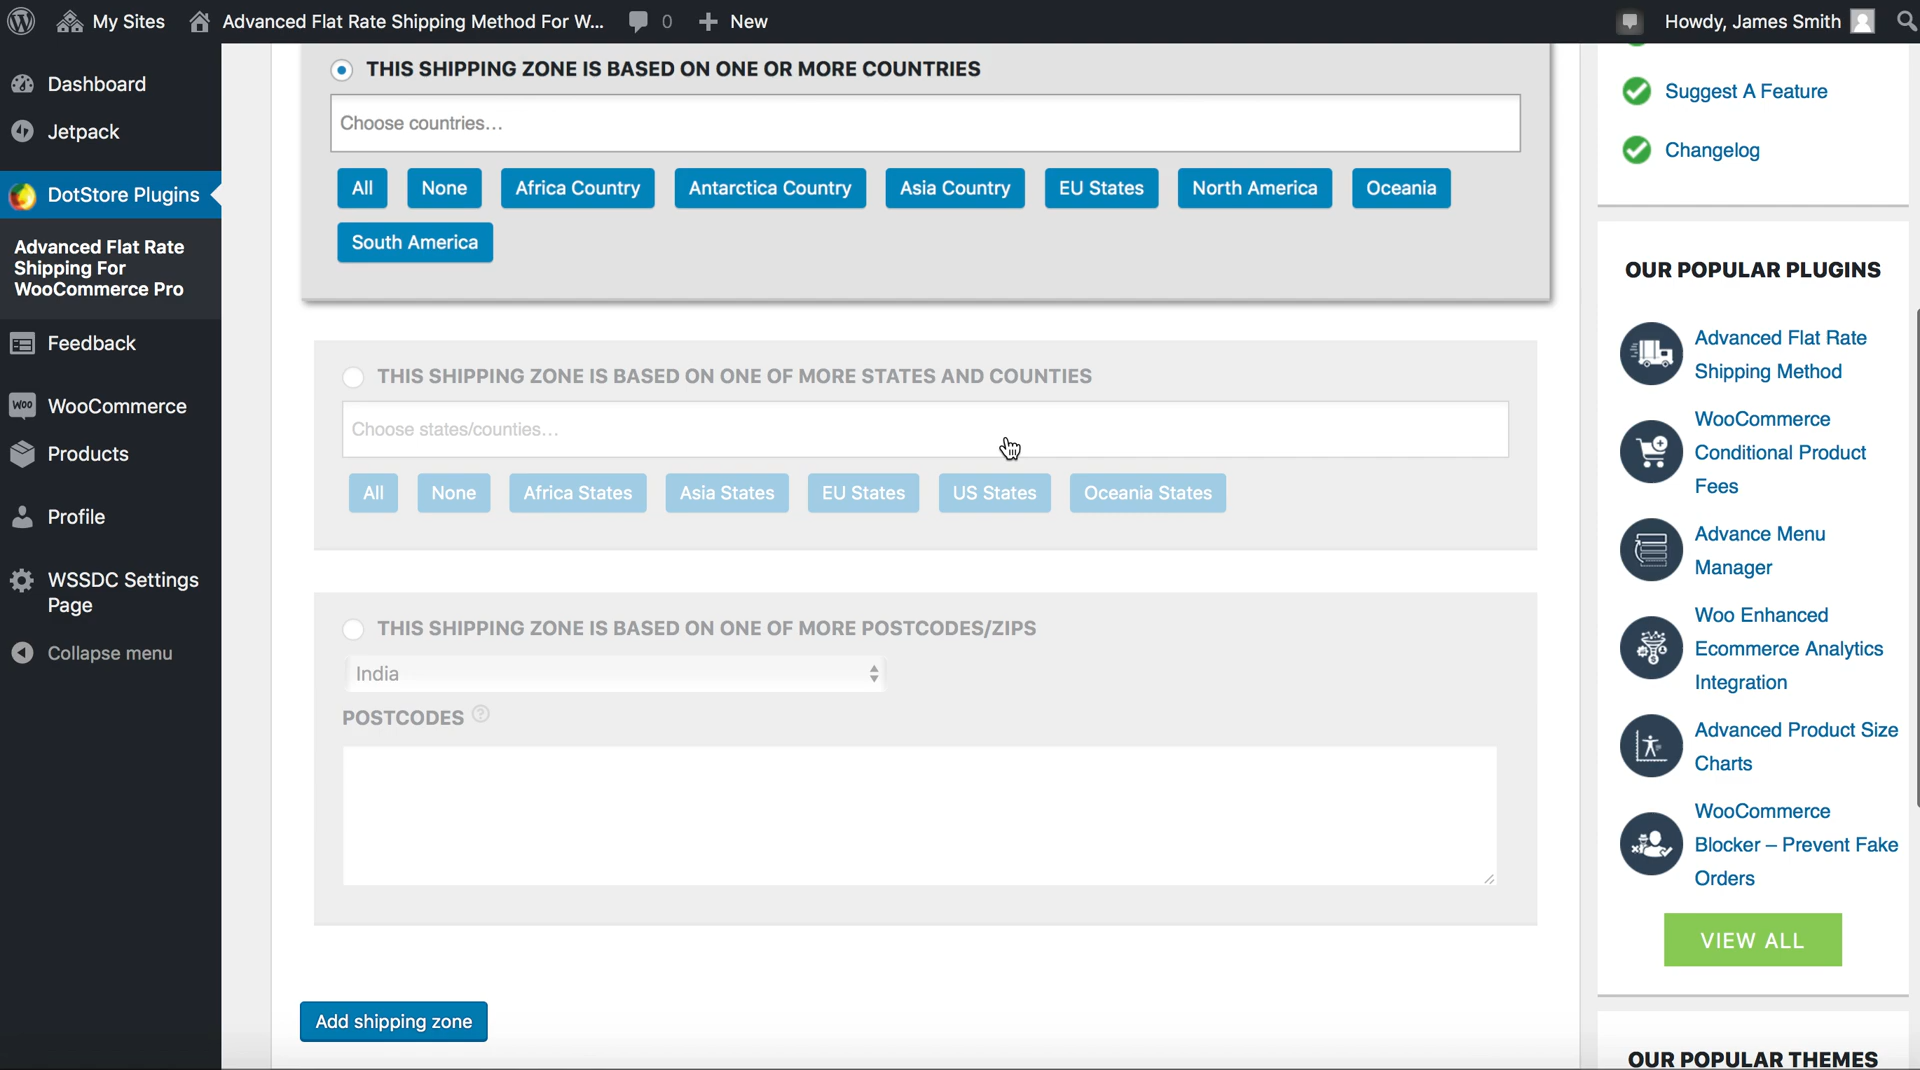 My Sites
Advanced Flat Rate Shipping Method For W...
0
New
Howdy, James Smith
Dashboard
Jetpack
DotStore Plugins
Advanced Flat Rate
Shipping For
WooCommerce Pro
Feedback
Woo
WooCommerce
Products
Profile
WSSDC Settings
Page
Collapse menu
THIS SHIPPING ZONE IS BASED ON ONE OR MORE COUNTRIES
Choose countries...
All
None
Africa Country
Antarctica Country
Asia Country
EU States
North America
Oceania
South America
THIS SHIPPING ZONE IS BASED ON ONE OF MORE STATES AND COUNTIES
Choose states/counties...
All
None
Africa States
Asia States
EU States
US States
Oceania States
THIS SHIPPING ZONE IS BASED ON ONE OF MORE POSTCODES/ZIPS
India
POSTCODES ?
Add shipping zone
Suggest A Feature
Changelog
OUR POPULAR PLUGINS
Advanced Flat Rate
Shipping Method
WooCommerce
Conditional Product
Fees
Advance Menu
Manager
Woo Enhanced
Ecommerce Analytics
Integration
Advanced Product Size
Charts
WooCommerce
Blocker – Prevent Fake
Orders
VIEW ALL
OUR POPULAR THEMES